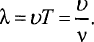 λ = υT = υ/ν.